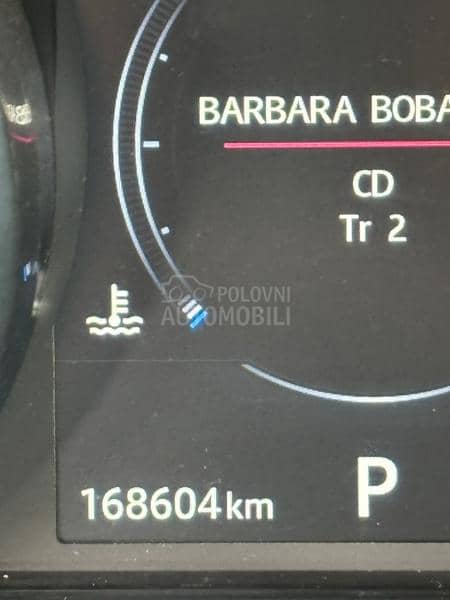 BARBARA BOBA
CD
Tr 2
POLOVNI
AUTOMOBILI
168604km
P